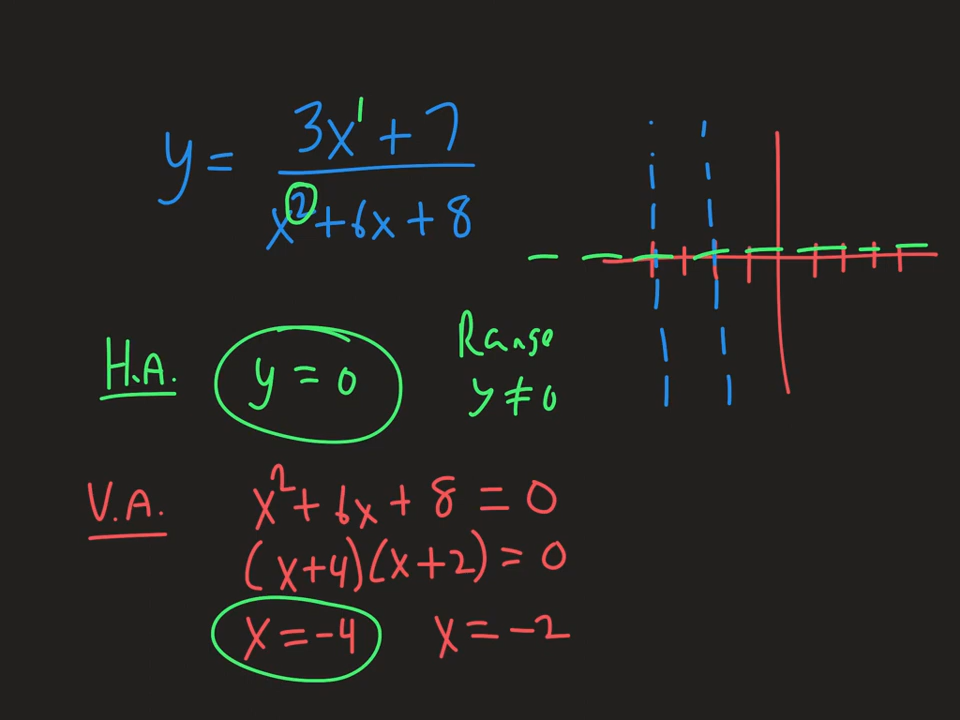 y = (3x¹ + 7)/(x² + 6x + 8)
H.A. y = 0
Range
y ≠ 0
V.A. x² + 6x + 8 = 0
(x+4)(x+2) = 0
x = -4 x = -2